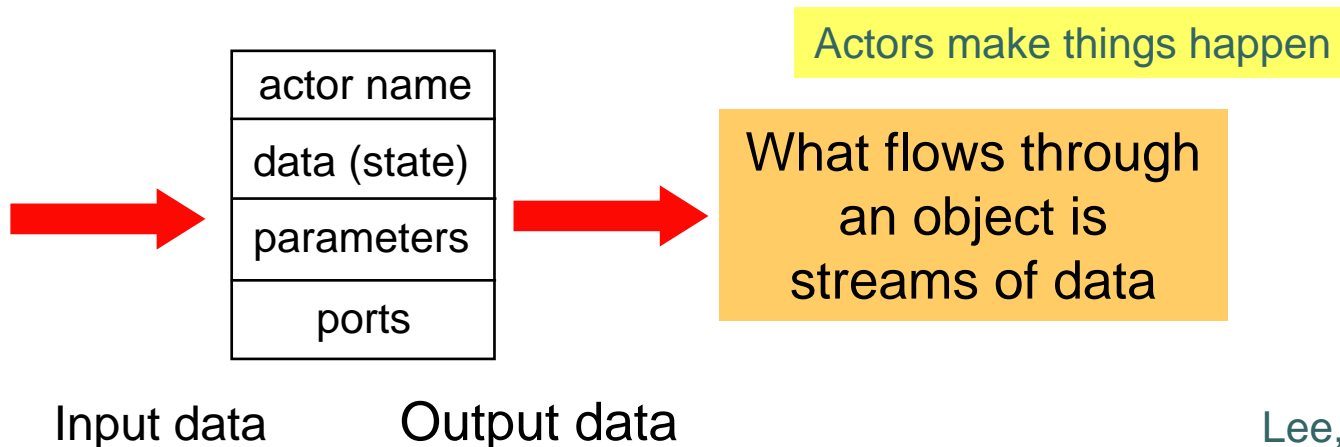 Actors make things happen
actor name
data (state)
parameters
ports
What flows through
an object is
streams of data
Input data
Output data
Lee,